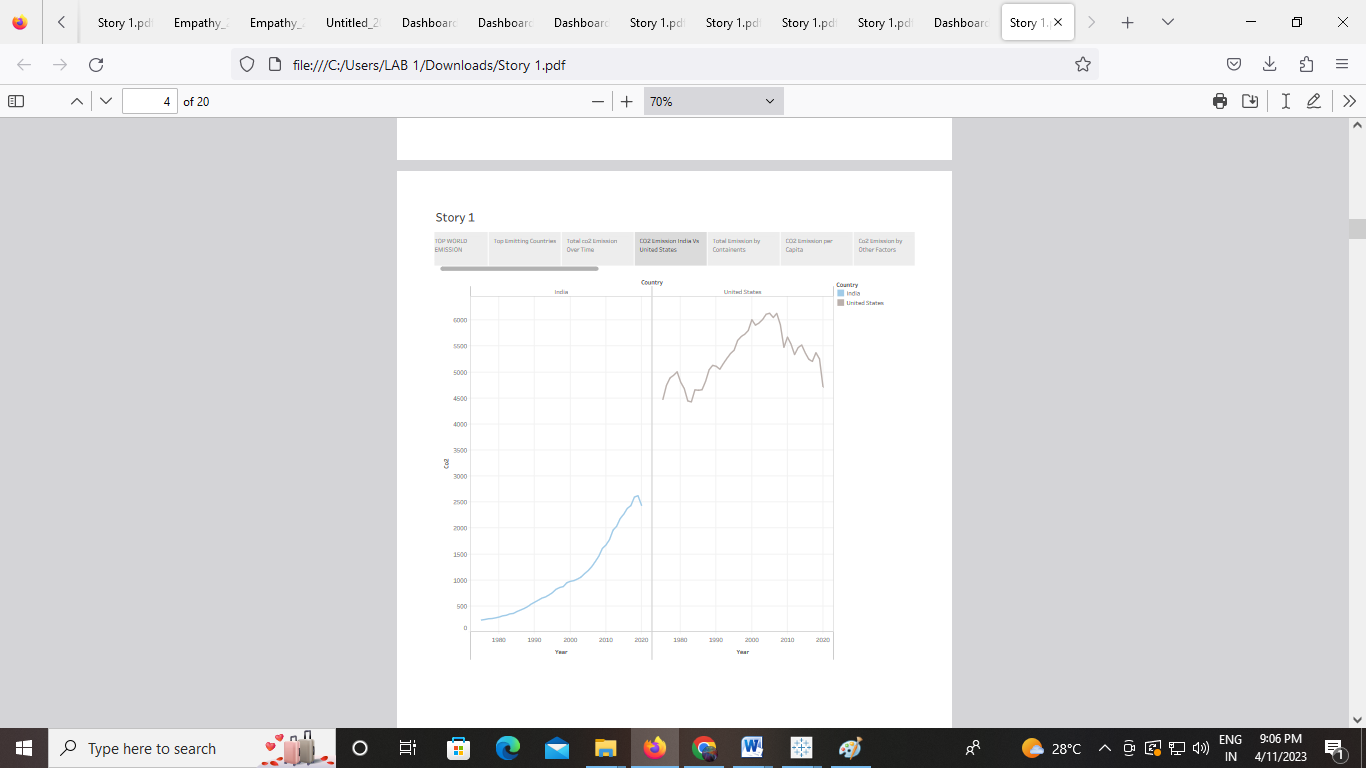 Story 1.pdf
Empathy_
Empathy_
Untitled_20
Dashboard
Dashboard
Dashboard
Story 1.pdf
Story 1.pdf
Story 1.pdf
Story 1.pdf
Dashboard
Story 1.
file:///C:/Users/LAB 1/Downloads/Story 1.pdf
4 of 20
70%
Story 1
TOP WORLD
EMISSION
Top Emitting Countries
Total co2 Emission
Over Time
CO2 Emission India Vs
United States
Total Emission by
Containents
CO2 Emission per
Capita
Co2 Emission by
Other Factors
Country
India
United States
Country
India
United States
6000
5500
5000
4500
4000
3500
3000
2500
2000
1500
1000
500
0
Co2
1980 1990 2000 2010 2020
1980 1990 2000 2010 2020
Year
Year
Type here to search
28°C
ENG
IN
9:06 PM
4/11/2023
1